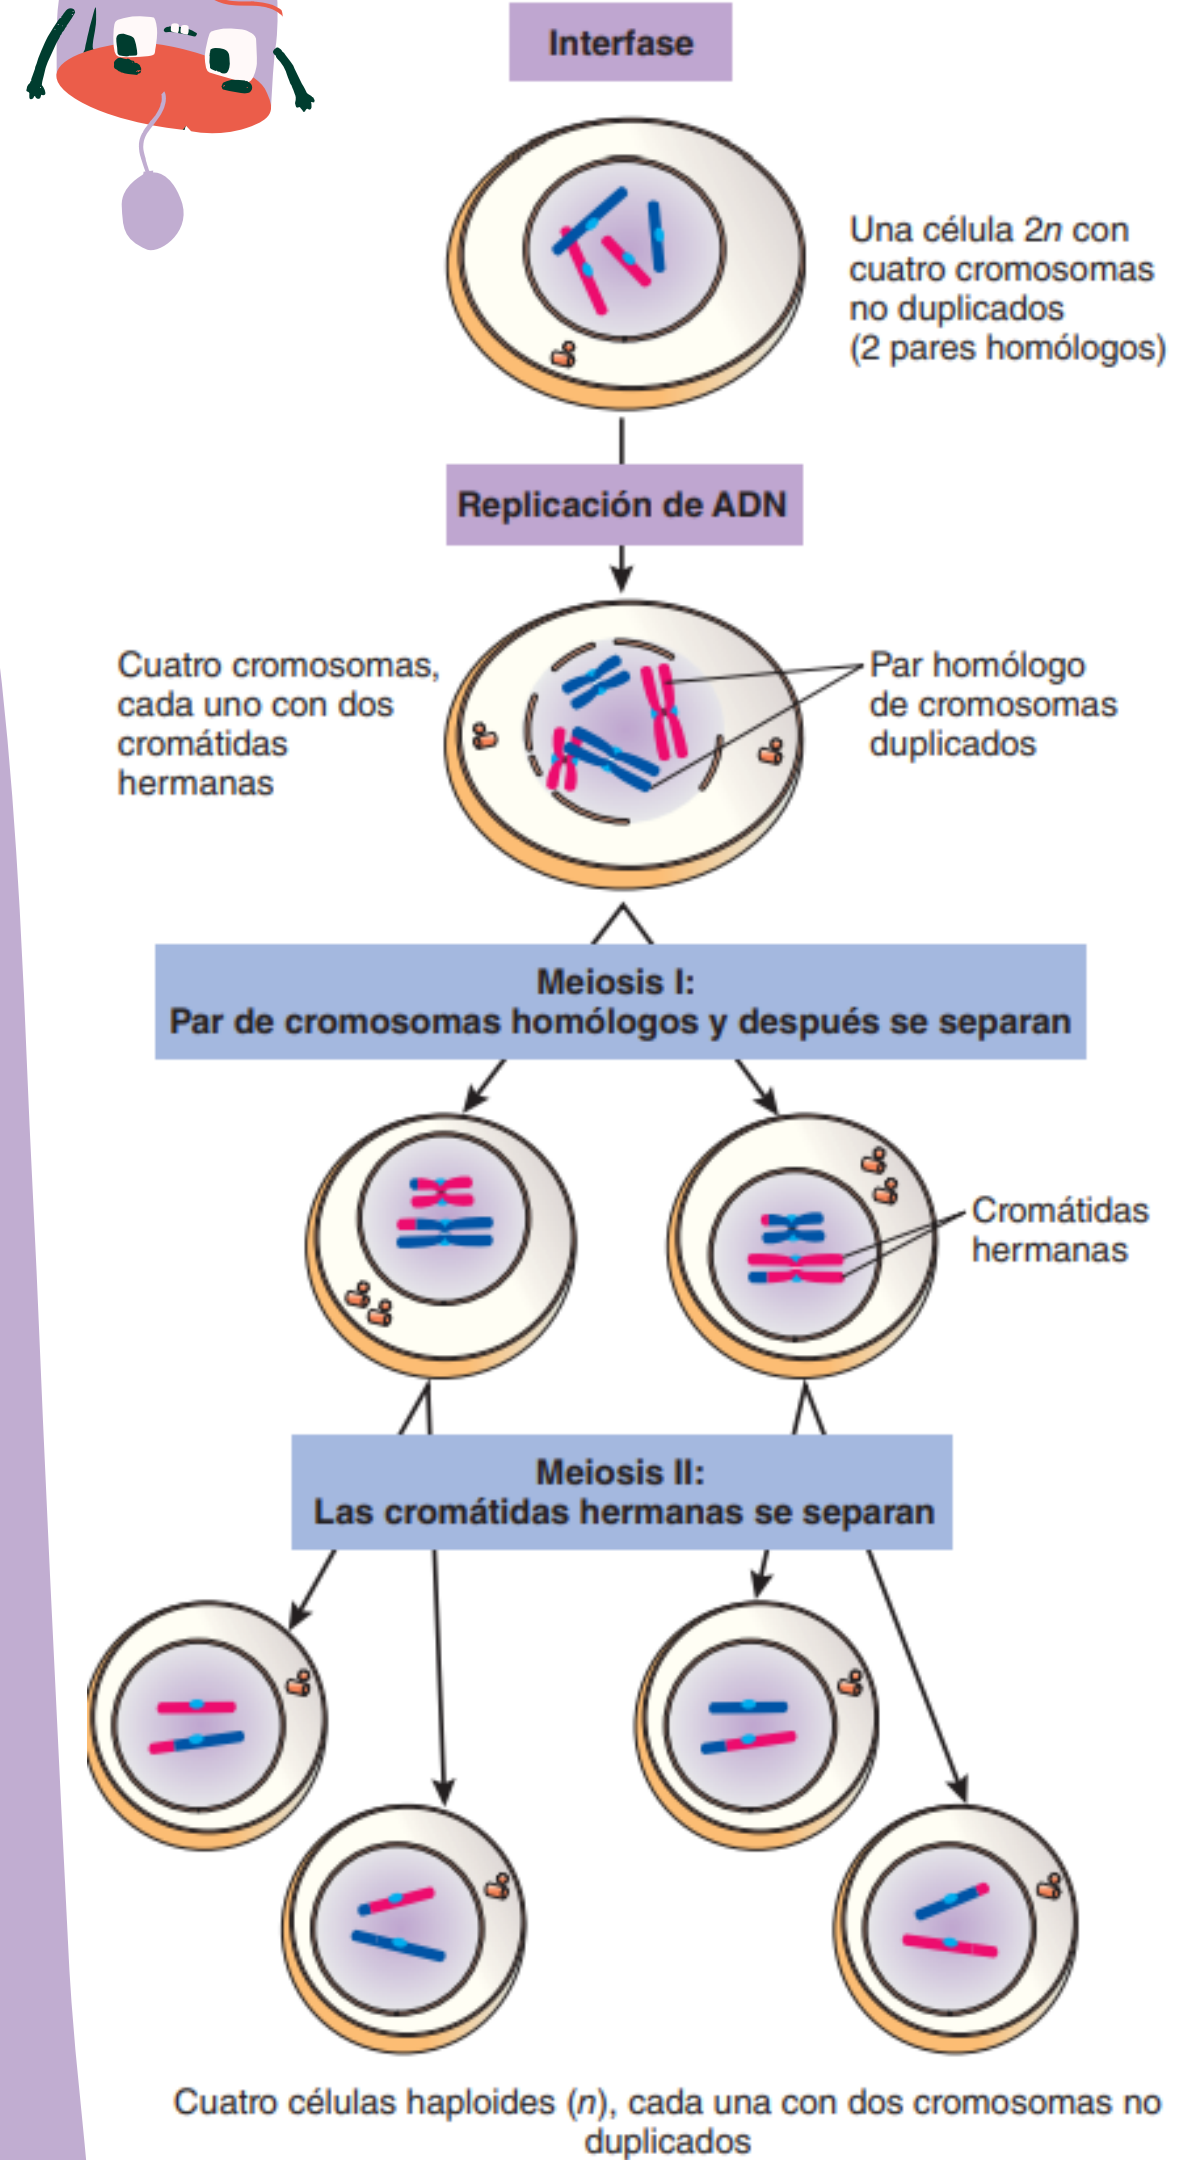 Interfase
Una célula 2n con
cuatro cromosomas
no duplicados
(2 pares homólogos)
Replicación de ADN
Cuatro cromosomas,
cada uno con dos
cromátidas
hermanas
Par homólogo
de cromosomas
duplicados
Meiosis I:
Par de cromosomas homólogos y después se separan
Cromátidas
hermanas
Meiosis II:
Las cromátidas hermanas se separan
Cuatro células haploides (n), cada una con dos cromosomas no
duplicados